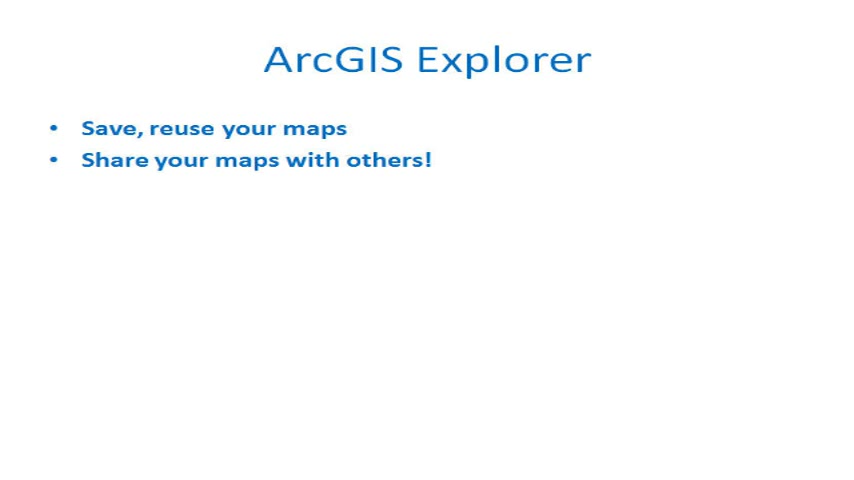 ArcGIS Explorer
• Save, reuse your maps
• Share your maps with others!